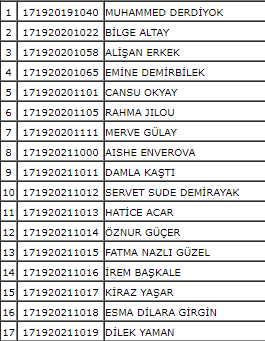 1 171920191040 MUHAMMED DERDİYOK
2 171920201022 BİLGE ALTAY
3 171920201058 ALİŞAN ERKEK
4 171920201065 EMİNE DEMİRBİLEK
5 171920201101 CANSU OKYAY
6 171920201105 RAHMA JILOU
7 171920201111 MERVE GÜLAY
8 171920211000 AISHE ENVEROVA
9 171920211011 DAMLA KAŞTI
10 171920211012 SERVET SUDE DEMİRAYAK
11 171920211013 HATİCE ACAR
12 171920211014 ÖZNUR GÜÇER
13 171920211015 FATMA NAZLI GÜZEL
14 171920211016 İREM BAŞKALE
15 171920211017 KİRAZ YAŞAR
16 171920211018 ESMA DİLARA GİRGİN
17 171920211019 DİLEK YAMAN